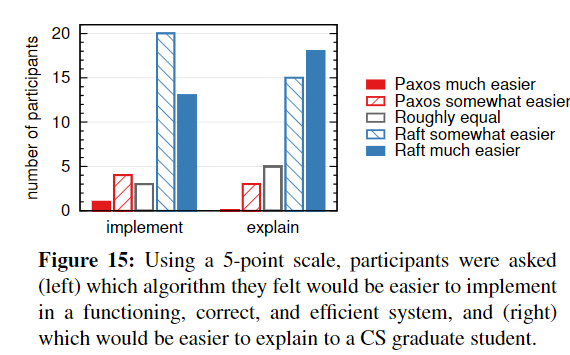 number of participants
20
15
10
5
0
implement
explain
Paxos much easier
Paxos somewhat easier
Roughly equal
Raft somewhat easier
Raft much easier
Figure 15: Using a 5-point scale, participants were asked
(left) which algorithm they felt would be easier to implement
in a functioning, correct, and efficient system, and (right)
which would be easier to explain to a CS graduate student.